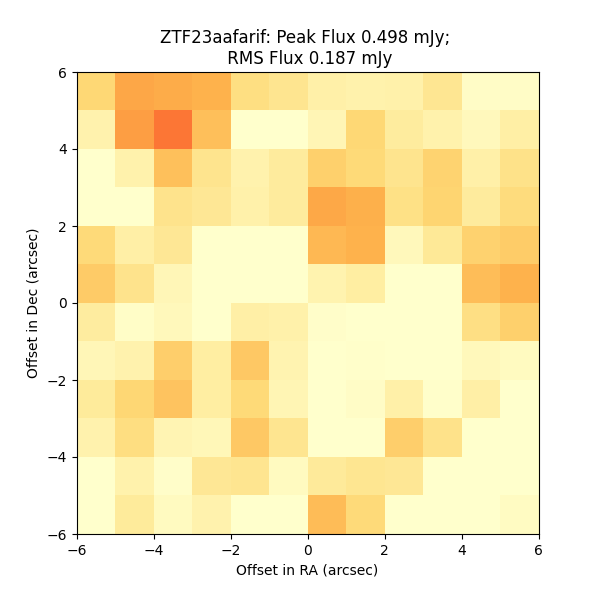 ZTF23aafarif: Peak Flux 0.498 mJy;
RMS Flux 0.187 mJy
6
4
2
0
−2
−4
−6
Offset in Dec (arcsec)
−6 −4 −2 0 2 4 6
Offset in RA (arcsec)